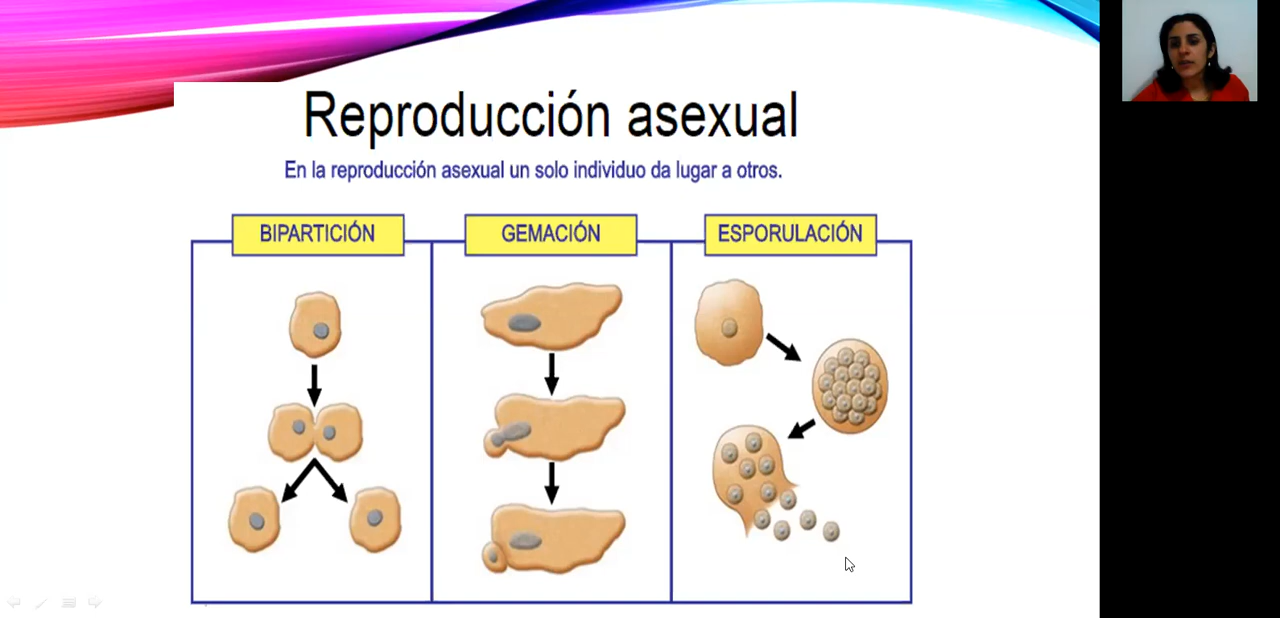 Reproducción asexual
En la reproducción asexual un solo individuo da lugar a otros.
BIPARTICIÓN
GEMACIÓN
ESPORULACIÓN